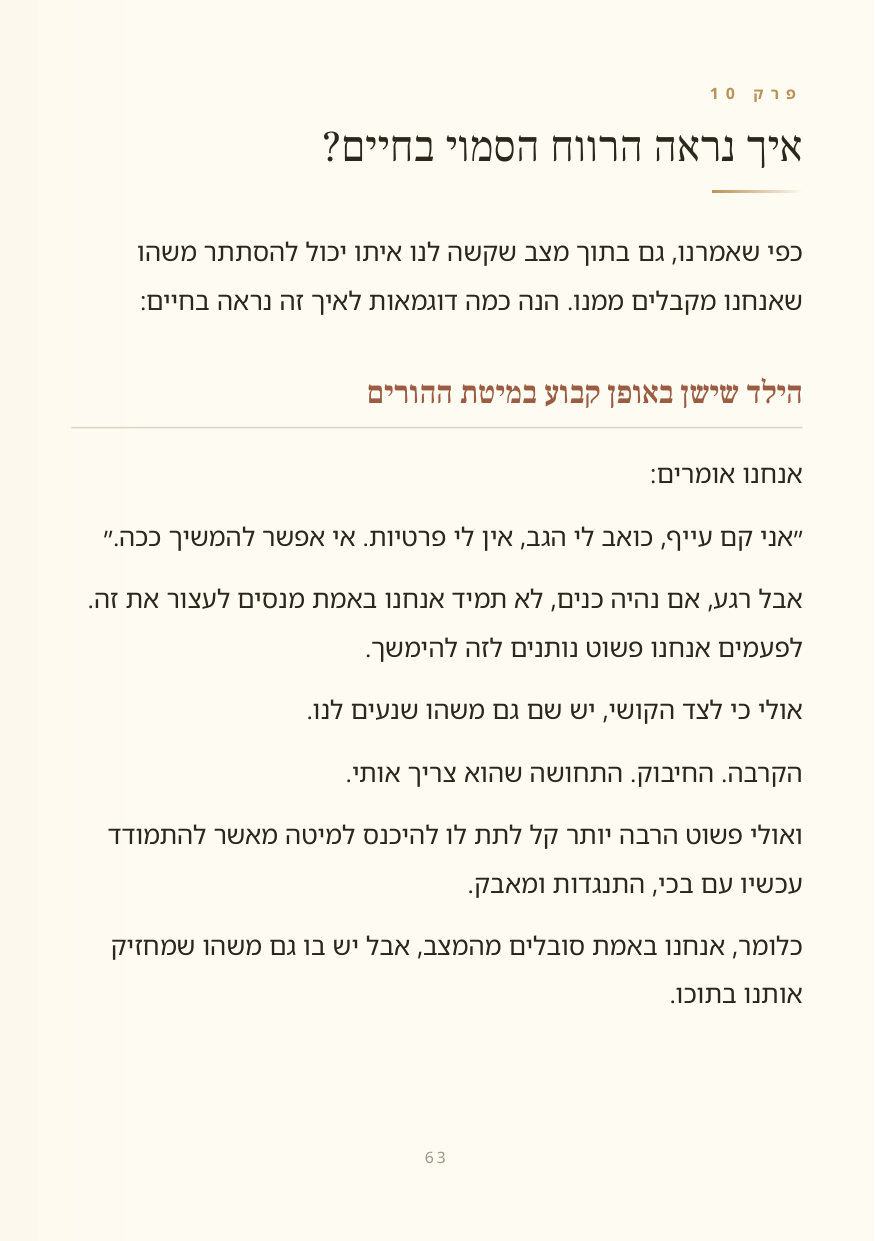 פרק 10
איך נראה הרווח הסמוי בחיים?
כפי שאמרנו, גם בתוך מצב שקשה לנו איתו יכול להסתתר משהו
שאנחנו מקבלים ממנו. הנה כמה דוגמאות לאיך זה נראה בחיים:
הילד שישן באופן קבוע במיטת ההורים
אנחנו אומרים:
״אני קם עייף, כואב לי הגב, אין לי פרטיות. אי אפשר להמשיך ככה.״
אבל רגע, אם נהיה כנים, לא תמיד אנחנו באמת מנסים לעצור את זה.
לפעמים אנחנו פשוט נותנים לזה להימשך.
אולי כי לצד הקושי, יש שם גם משהו שנעים לנו.
הקרבה. החיבוק. התחושה שהוא צריך אותי.
ואולי פשוט הרבה יותר קל לתת לו להיכנס למיטה מאשר להתמודד
עכשיו עם בכי, התנגדות ומאבק.
כלומר, אנחנו באמת סובלים מהמצב, אבל יש בו גם משהו שמחזיק
אותנו בתוכו.
63